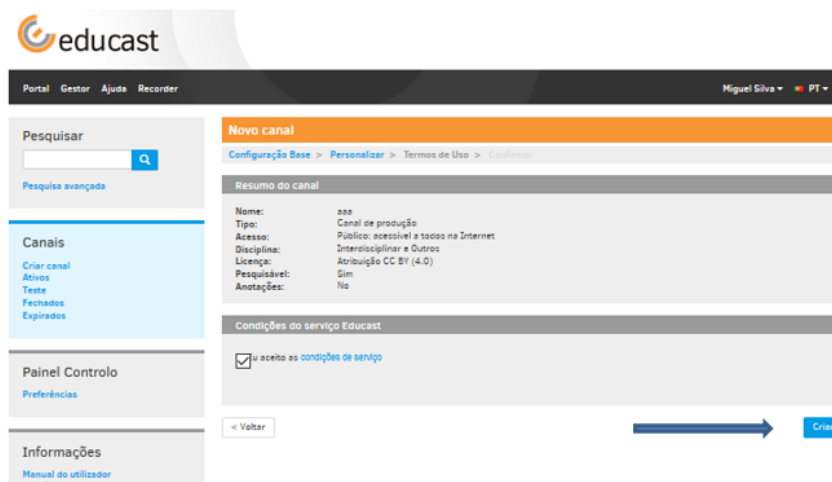 educast
Portal Gestor Ajuda Recorder
Miguel Silva PT
Pesquisar
Pesquisa avançada
Canais
Criar canal
Ativos
Teste
Fechados
Expirados
Painel Controlo
Preferências
Informações
Manual do utilizador
Novo canal
Configuração Base > Personalizar > Termos de Uso > Confirmar
Resumo do canal
Nome: aaa
Tipo: Canal de produção
Acesso: Público: acessível a todos na Internet
Disciplina: Interdisciplinar e Outros
Licença: Atribuição CC BY (4.0)
Pesquisável: Sim
Anotações: No
Condições do serviço Educast
u aceito as condições de serviço
< Voltar
Criar